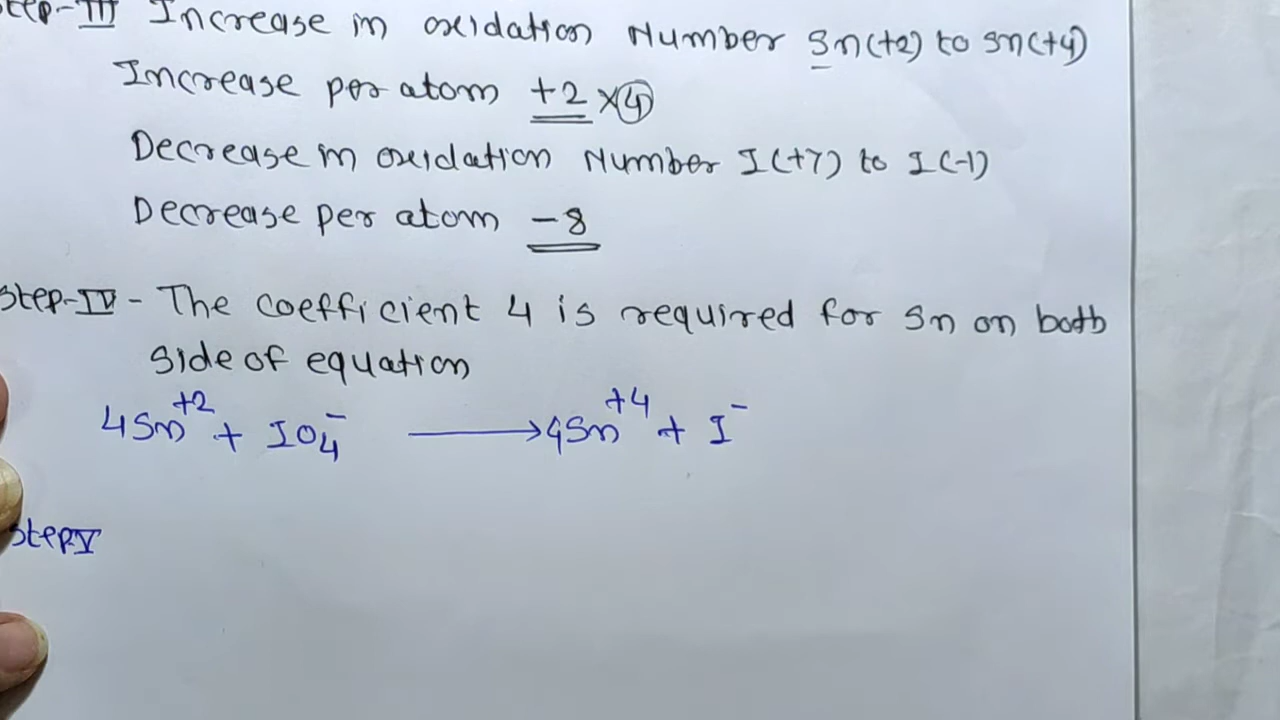 step-III Increase in oxidation Number Sn(+2) to Sn(+4)
Increase per atom +2 ×4
Decrease in oxidation Number I(+7) to I(-1)
Decrease per atom -8
Step-IV - The coefficient 4 is required for Sn on both
side of equation
4Sn⁺² + IO₄⁻ ⟶ 4Sn⁺⁴ + I⁻
Step V